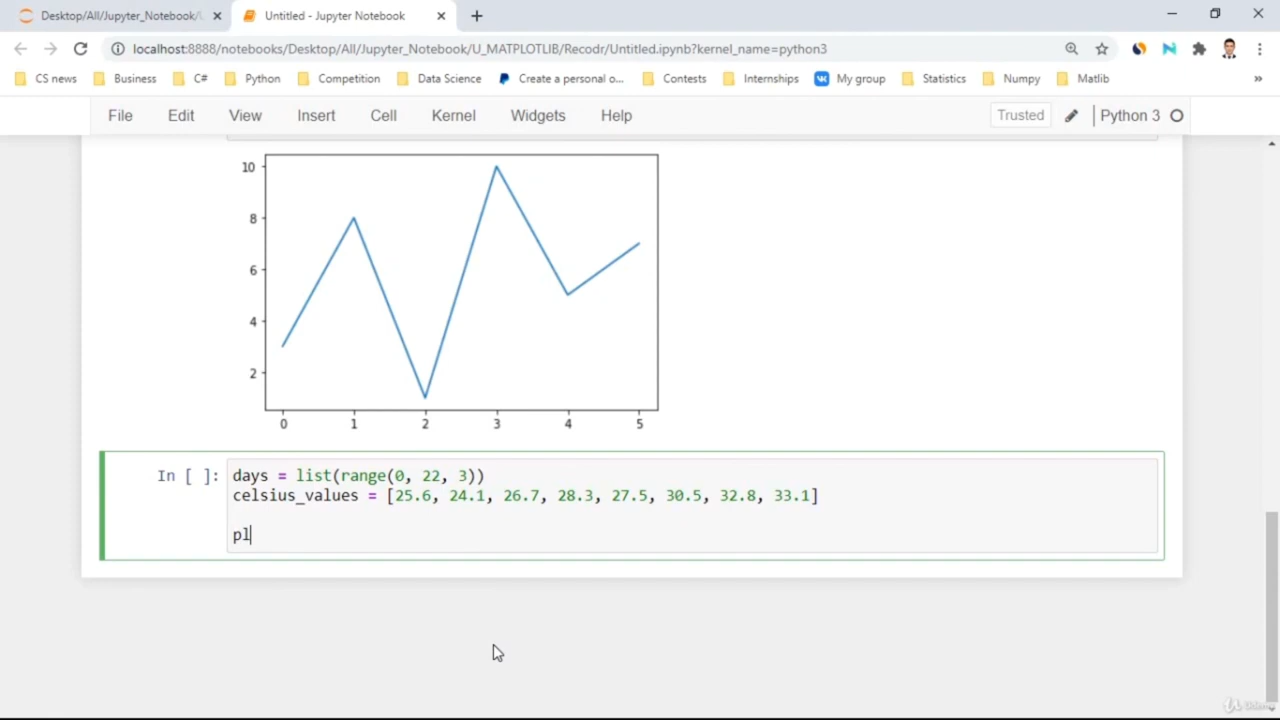 Desktop/All/Jupyter_Notebook/
Untitled - Jupyter Notebook
localhost:8888/notebooks/Desktop/All/Jupyter_Notebook/U_MATPLOTLIB/Recodr/Untitled.ipynb?kernel_name=python3
CS news Business C# Python Competition Data Science Create a personal o... Contests Internships My group Statistics Numpy Matlib »
File Edit View Insert Cell Kernel Widgets Help Trusted Python 3
10
8
6
4
2
0 1 2 3 4 5
In [ ]: days = list(range(0, 22, 3))
celsius_values = [25.6, 24.1, 26.7, 28.3, 27.5, 30.5, 32.8, 33.1]
pl
Udemy